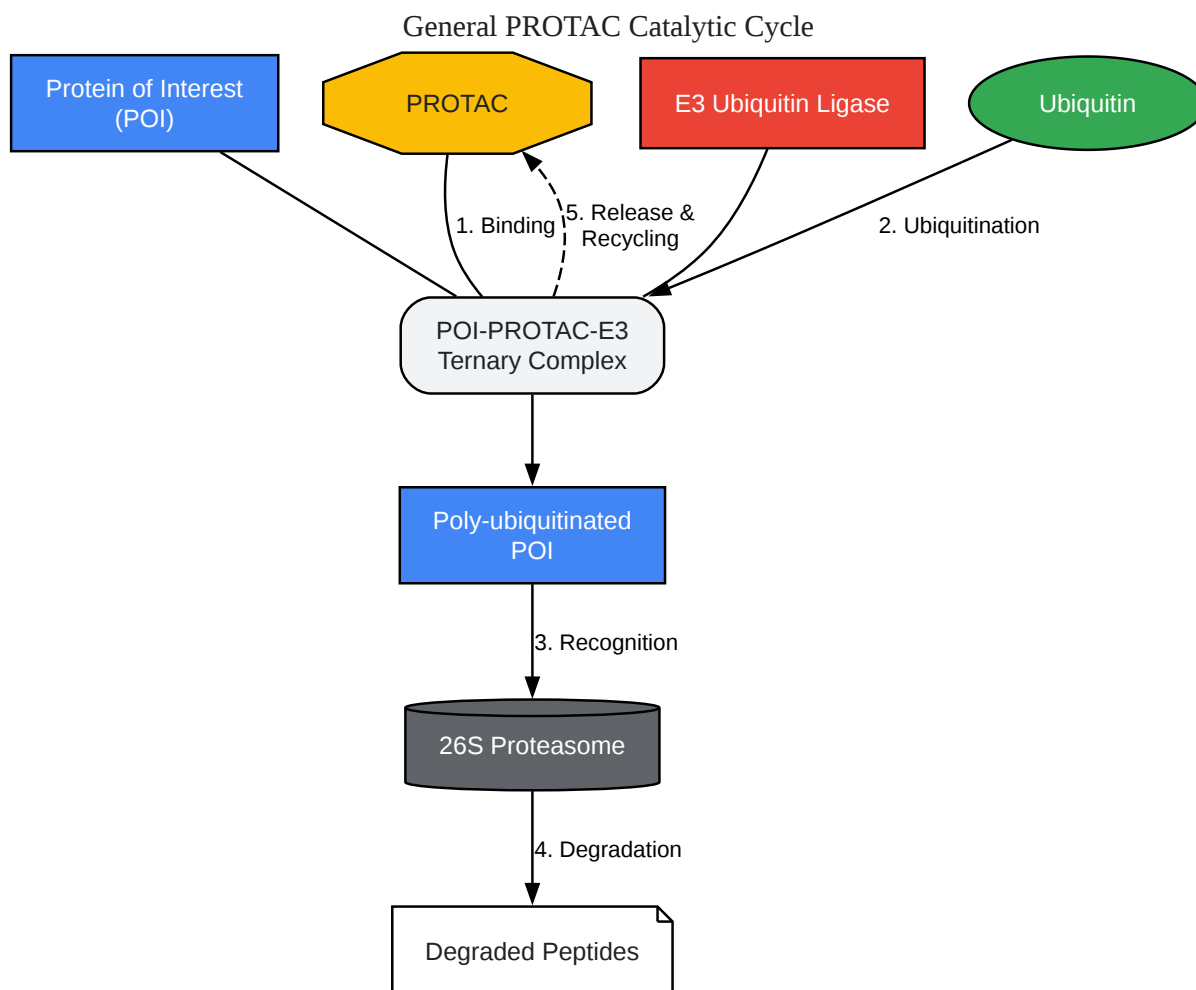 General PROTAC Catalytic Cycle
Protein of Interest
(POI)
PROTAC
E3 Ubiquitin Ligase
Ubiquitin
1. Binding
5. Release &
Recycling
2. Ubiquitination
POI-PROTAC-E3
Ternary Complex
Poly-ubiquitinated
POI
3. Recognition
26S Proteasome
4. Degradation
Degraded Peptides